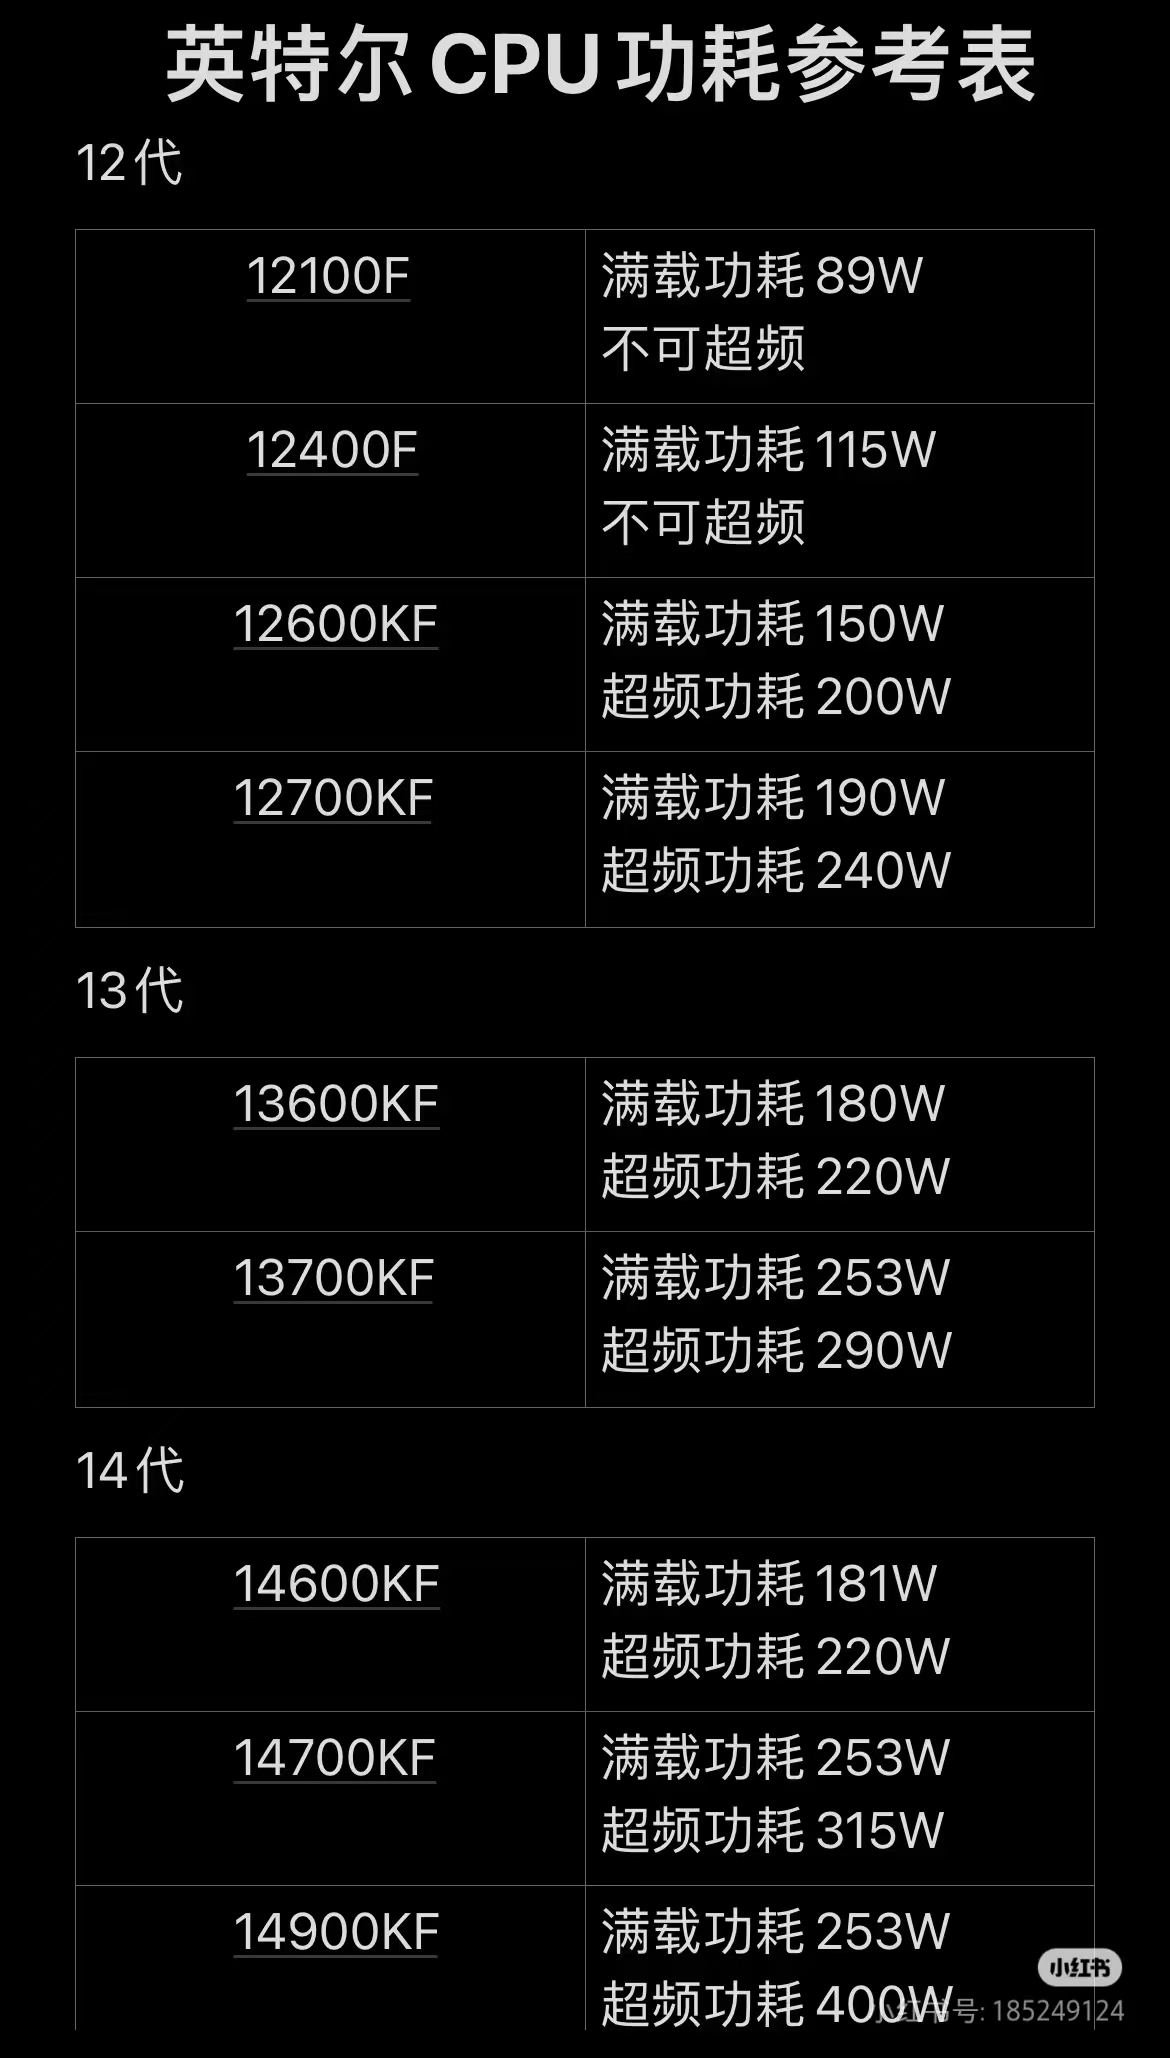 英特尔CPU功耗参考表
12代
12100F
满载功耗 89W
不可超频
12400F
满载功耗 115W
不可超频
12600KF
满载功耗 150W
超频功耗 200W
12700KF
满载功耗 190W
超频功耗 240W
13代
13600KF
满载功耗 180W
超频功耗 220W
13700KF
满载功耗 253W
超频功耗 290W
14代
14600KF
满载功耗 181W
超频功耗 220W
14700KF
满载功耗 253W
超频功耗 315W
14900KF
满载功耗 253W
超频功耗 400W
小红书
小红书号: 185249124